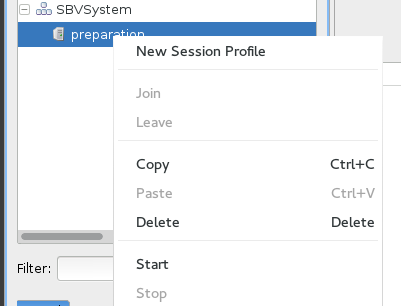 SBVSystem
preparation
New Session Profile
Join
Leave
Copy Ctrl+C
Paste Ctrl+V
Delete Delete
Filter:
Start
Stop